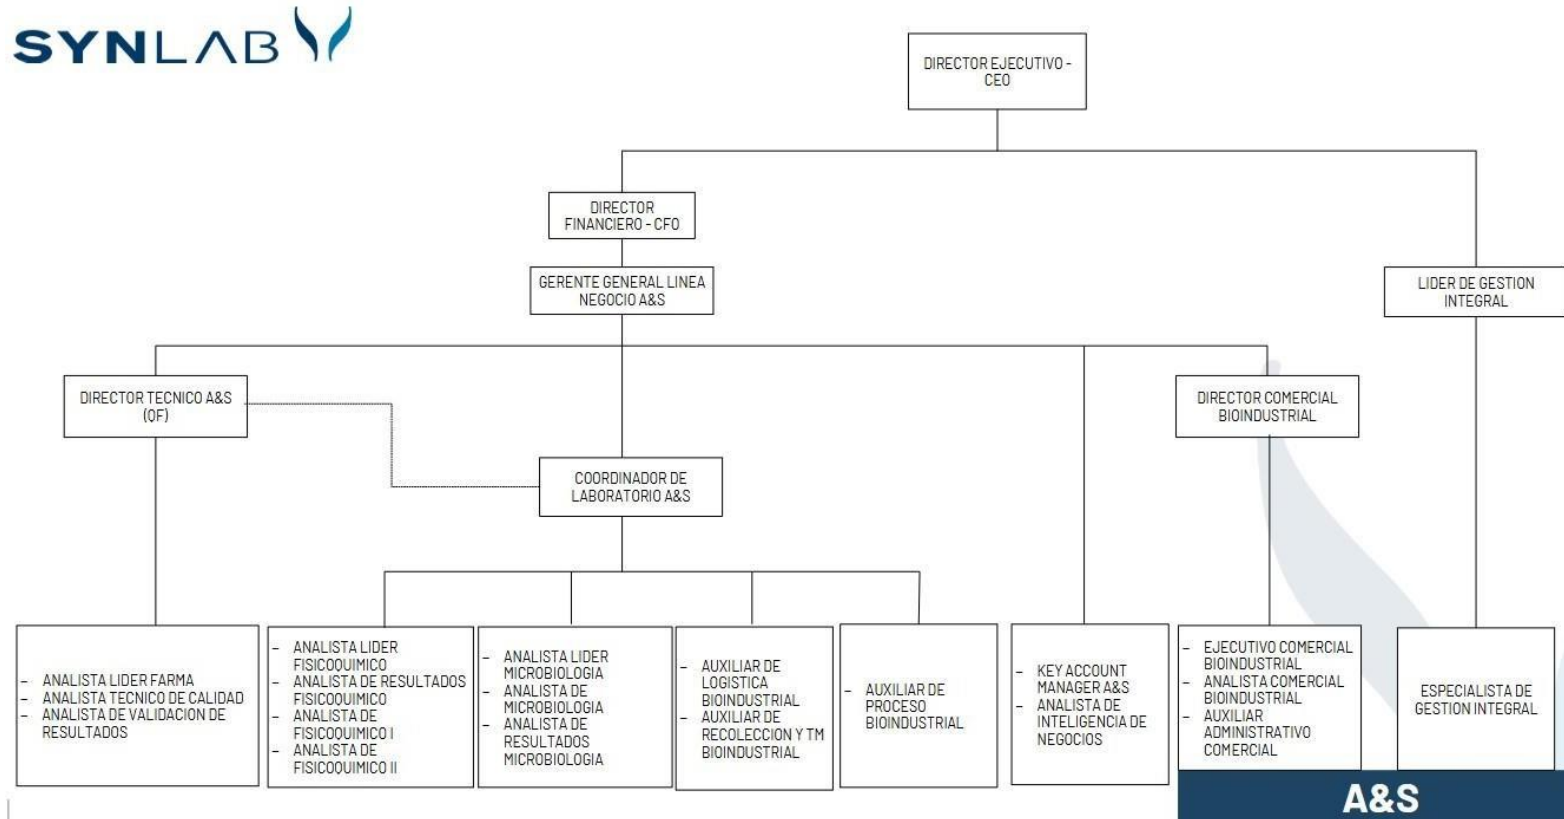 SYNLAB
DIRECTOR EJECUTIVO -
CEO
DIRECTOR
FINANCIERO - CFO
GERENTE GENERAL LINEA
NEGOCIO A&S
LIDER DE GESTION
INTEGRAL
DIRECTOR TECNICO A&S
(QF)
DIRECTOR COMERCIAL
BIOINDUSTRIAL
COORDINADOR DE
LABORATORIO A&S
- ANALISTA LIDER FARMA
- ANALISTA TECNICO DE CALIDAD
- ANALISTA DE VALIDACION DE
RESULTADOS
- ANALISTA LIDER
FISICOQUIMICO
- ANALISTA DE RESULTADOS
FISICOQUIMICO
- ANALISTA DE
FISICOQUIMICO I
- ANALISTA DE
FISICOQUIMICO II
- ANALISTA LIDER
MICROBIOLOGIA
- ANALISTA DE
MICROBIOLOGIA
- ANALISTA DE
RESULTADOS
MICROBIOLOGIA
- AUXILIAR DE
LOGISTICA
BIOINDUSTRIAL
- AUXILIAR DE
RECOLECCION Y TM
BIOINDUSTRIAL
- AUXILIAR DE
PROCESO
BIOINDUSTRIAL
- KEY ACCOUNT
MANAGER A&S
- ANALISTA DE
INTELIGENCIA DE
NEGOCIOS
- EJECUTIVO COMERCIAL
BIOINDUSTRIAL
- ANALISTA COMERCIAL
BIOINDUSTRIAL
- AUXILIAR
ADMINISTRATIVO
COMERCIAL
ESPECIALISTA DE
GESTION INTEGRAL
A&S